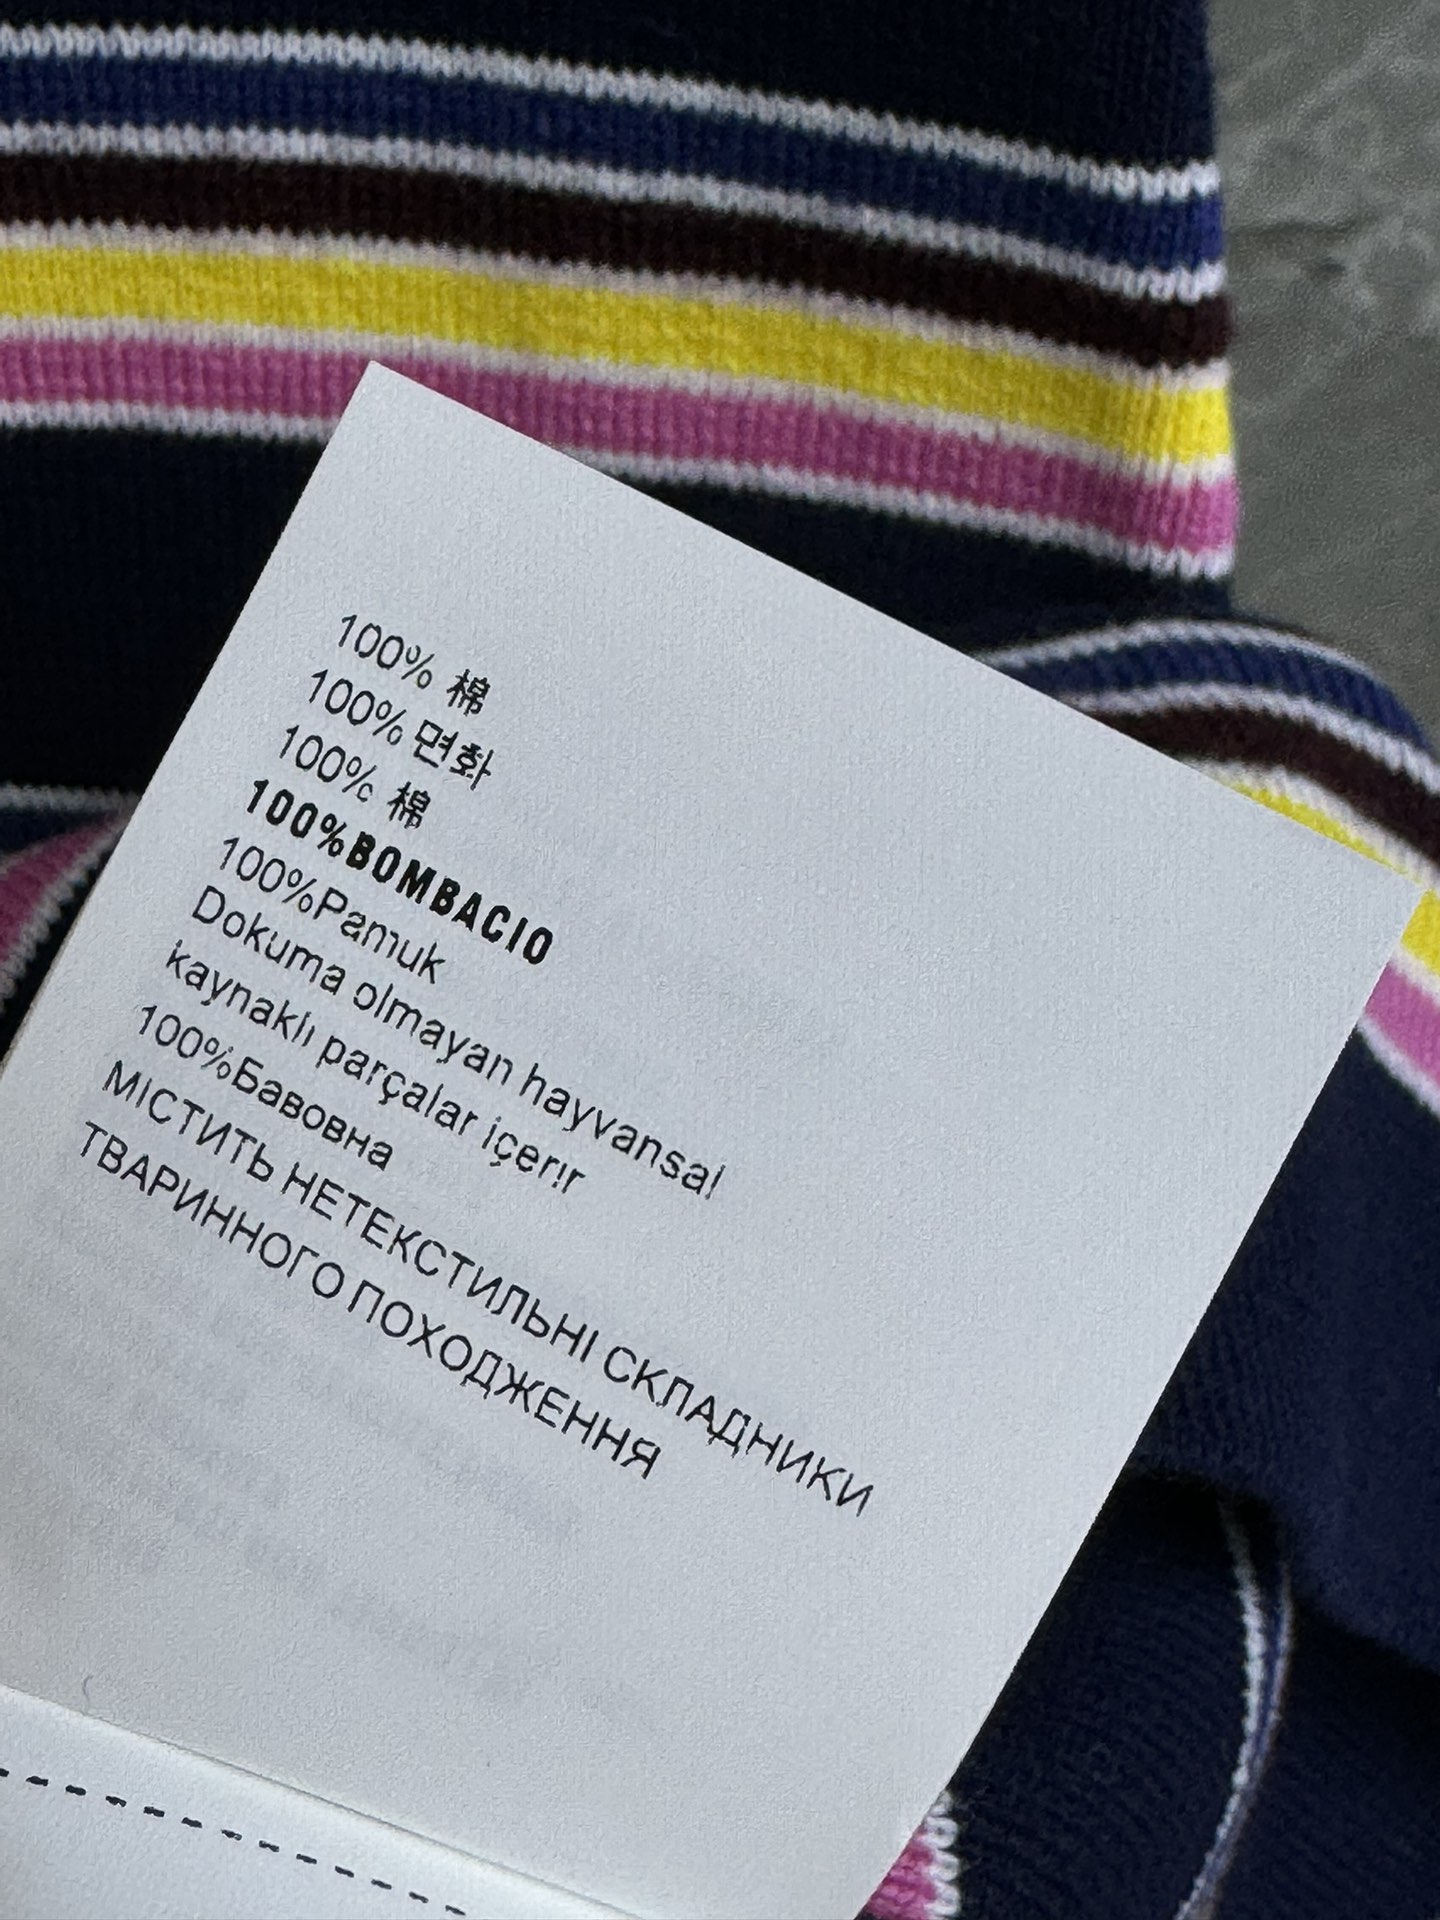 100% 棉
100% 면화
100% 棉
100%BOMBACIO
100%Pamuk
Dokuma olmayan hayvansal
kaynaklı parçalar içerir
100%Бавовна
МІСТИТЬ НЕТЕКСТИЛЬНІ СКЛАДНИКИ
ТВАРИННОГО ПОХОДЖЕННЯ